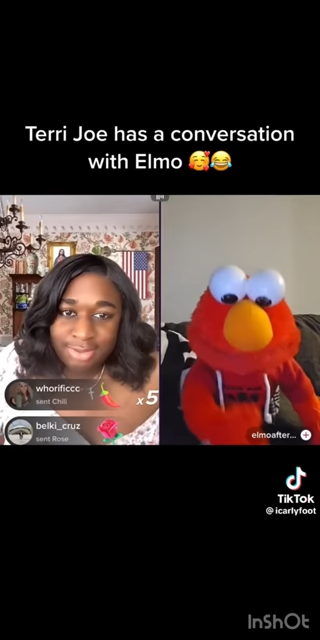 Terri Joe has a conversation
with Elmo 🥰😂
whorificcc
sent Chili
x5
belki_cruz
sent Rose
elmoafter...
TikTok
@icarlyfoot
InShOt